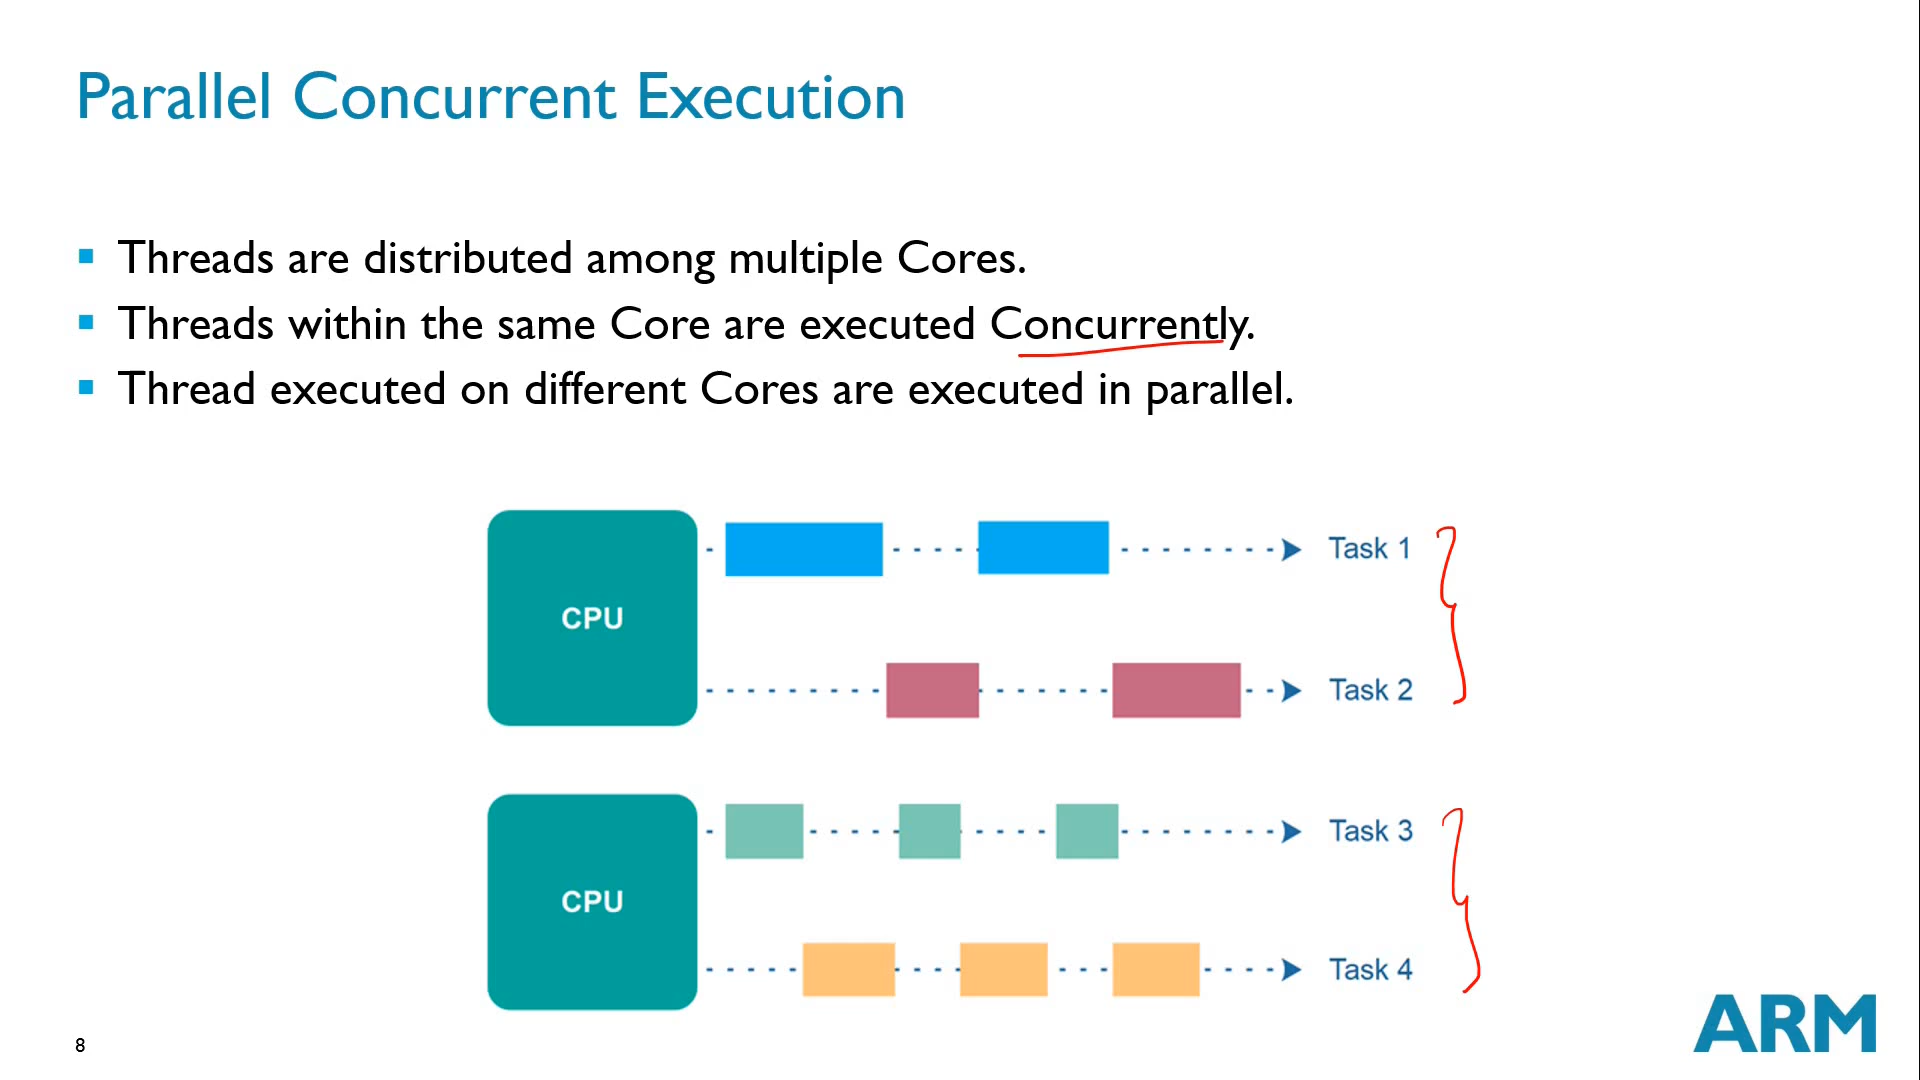 Parallel Concurrent Execution
Threads are distributed among multiple Cores.
Threads within the same Core are executed Concurrently.
Thread executed on different Cores are executed in parallel.
CPU
Task 1
Task 2
CPU
Task 3
Task 4
8
ARM